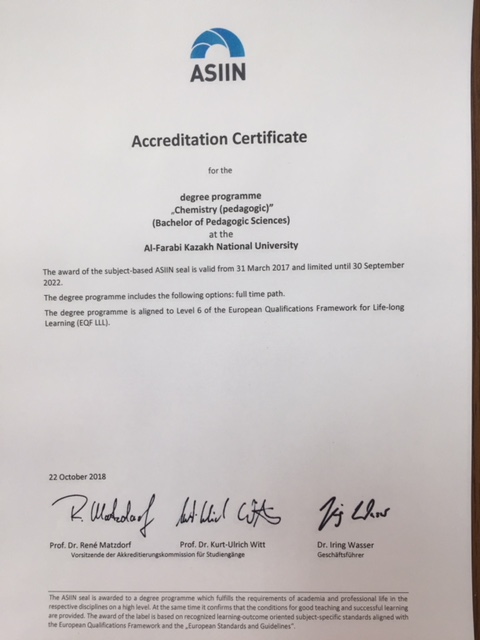 ASIIN
Accreditation Certificate
for the
degree programme
„Chemistry (pedagogic)“
(Bachelor of Pedagogic Sciences)
at the
Al-Farabi Kazakh National University
The award of the subject-based ASIIN seal is valid from 31 March 2017 and limited until 30 September
2022.
The degree programme includes the following options: full time path.
The degree programme is aligned to Level 6 of the European Qualifications Framework for Life-long
Learning (EQF LLL).
22 October 2018
Prof. Dr. René Matzdorf Prof. Dr. Kurt-Ulrich Witt Dr. Iring Wasser
Vorsitzende der Akkreditierungskommission für Studiengänge Geschäftsführer
The ASIIN seal is awarded to a degree programme which fulfills the requirements of academia and professional life in the
respective disciplines on a high level. At the same time it confirms that the conditions for good teaching and successful learning
are provided. The award of the label is based on recognized learning-outcome oriented subject-specific standards aligned with
the European Qualifications Framework and the „European Standards and Guidelines“.